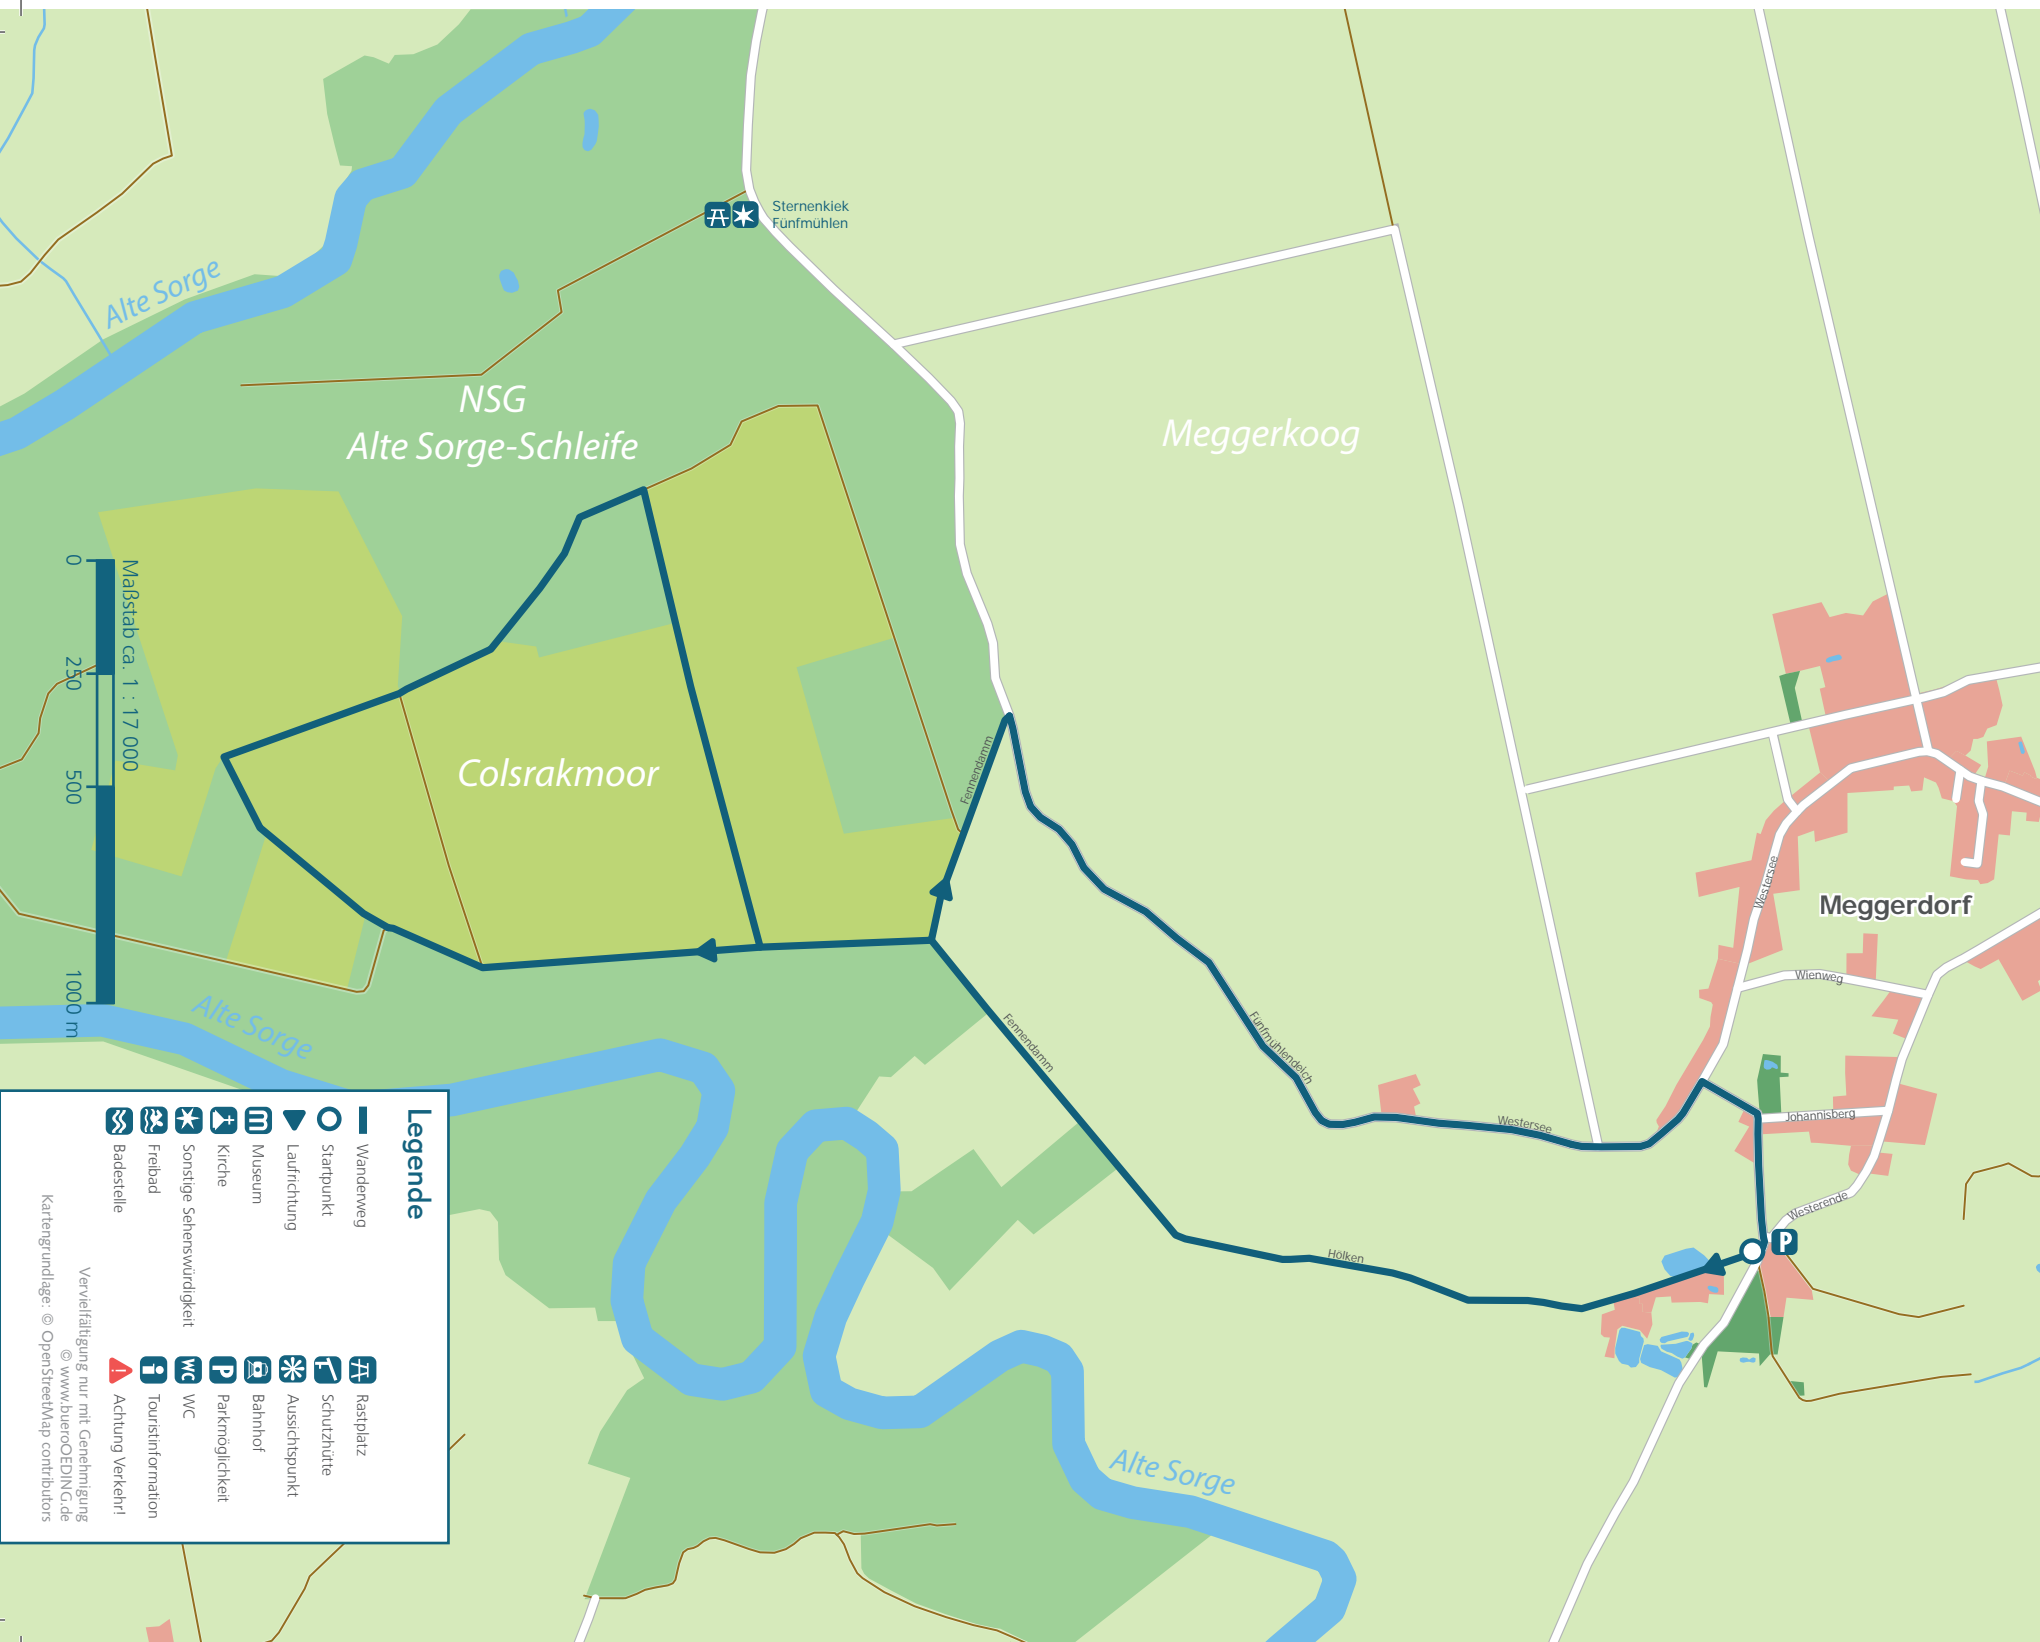 Alte Sorge
Sternenkiek
Fünfmühlen
NSG
Alte Sorge-Schleife
Meggerkoog
Colsrakmoor
Fennendamm
Westersee
Meggerdorf
Wienweg
Alte Sorge
Fennendamm
Fünfmühlendeich
Westersee
Johannisberg
Westerende
P
Holken
Alte Sorge
Maßstab ca. 1 : 17 000
0
250
500
1000 m
Legende
Wanderweg
Startpunkt
Laufrichtung
m
Museum
Kirche
Sonstige Sehenswürdigkeit
Freibad
Badestelle
Rastplatz
Schutzhütte
Aussichtspunkt
Bahnhof
P
Parkmöglichkeit
WC
WC
i
Touristinformation
!
Achtung Verkehr!
Vervielfältigung nur mit Genehmigung
© www.bueroOEDING.de
Kartengrundlage: © OpenStreetMap contributors